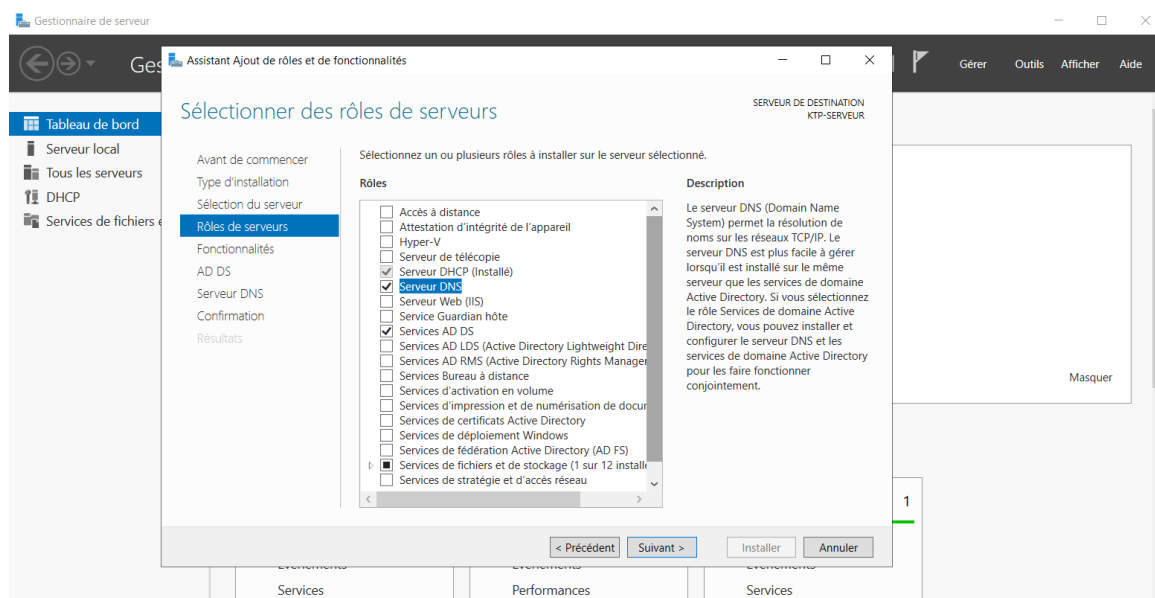 Gestionnaire de serveur
Ges
Gérer Outils Afficher Aide
Assistant Ajout de rôles et de fonctionnalités
Sélectionner des rôles de serveurs
SERVEUR DE DESTINATION
KTP-SERVEUR
Tableau de bord
Serveur local
Tous les serveurs
DHCP
Services de fichiers e
Avant de commencer
Type d'installation
Sélection du serveur
Rôles de serveurs
Fonctionnalités
AD DS
Serveur DNS
Confirmation
Résultats
Sélectionnez un ou plusieurs rôles à installer sur le serveur sélectionné.
Rôles
Accès à distance
Attestation d'intégrité de l'appareil
Hyper-V
Serveur de télécopie
Serveur DHCP (Installé)
Serveur DNS
Serveur Web (IIS)
Service Guardian hôte
Services AD DS
Services AD LDS (Active Directory Lightweight Dire
Services AD RMS (Active Directory Rights Manager
Services Bureau à distance
Services d'activation en volume
Services d'impression et de numérisation de docur
Services de certificats Active Directory
Services de déploiement Windows
Services de fédération Active Directory (AD FS)
Services de fichiers et de stockage (1 sur 12 installé
Services de stratégie et d'accès réseau
Description
Le serveur DNS (Domain Name
System) permet la résolution de
noms sur les réseaux TCP/IP. Le
serveur DNS est plus facile à gérer
lorsqu'il est installé sur le même
serveur que les services de domaine
Active Directory. Si vous sélectionnez
le rôle Services de domaine Active
Directory, vous pouvez installer et
configurer le serveur DNS et les
services de domaine Active Directory
pour les faire fonctionner
conjointement.
Masquer
1
< Précédent Suivant > Installer Annuler
Événements Événements Événements
Services Performances Services